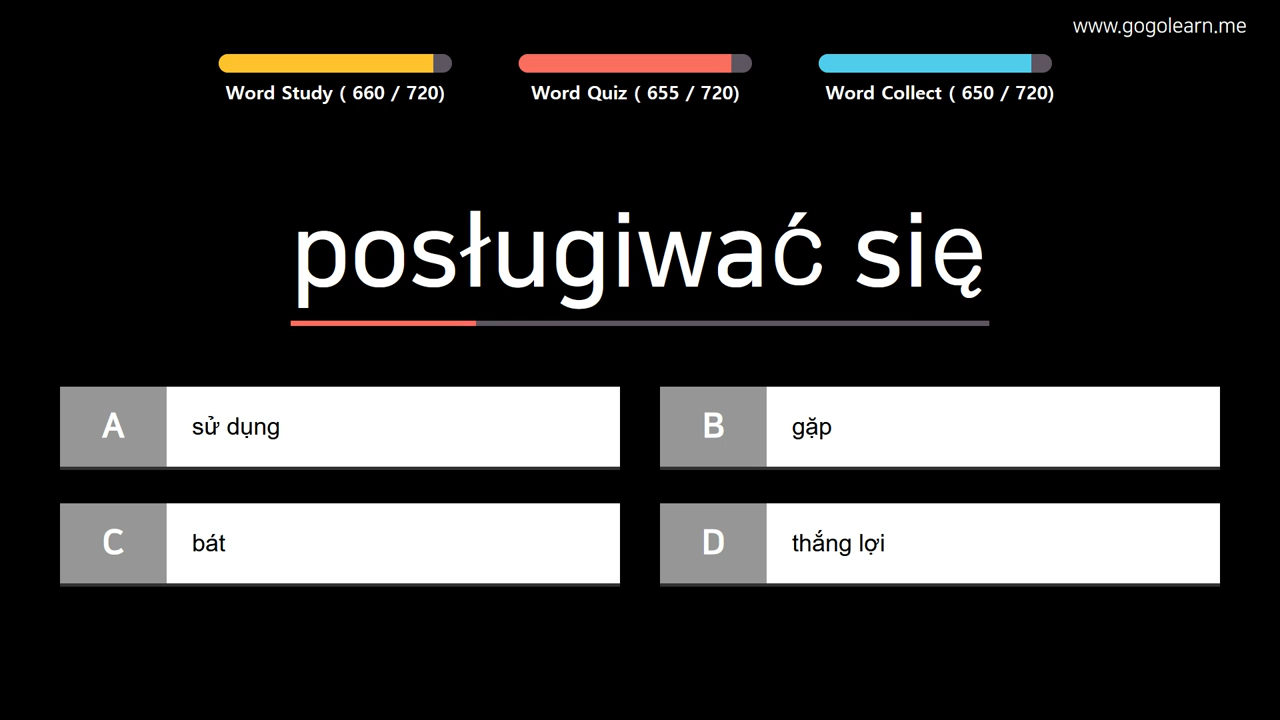 www.gogolearn.me
Word Study ( 660 / 720)
Word Quiz ( 655 / 720)
Word Collect ( 650 / 720)
posługiwać się
A
sử dụng
B
gặp
C
bát
D
thắng lợi